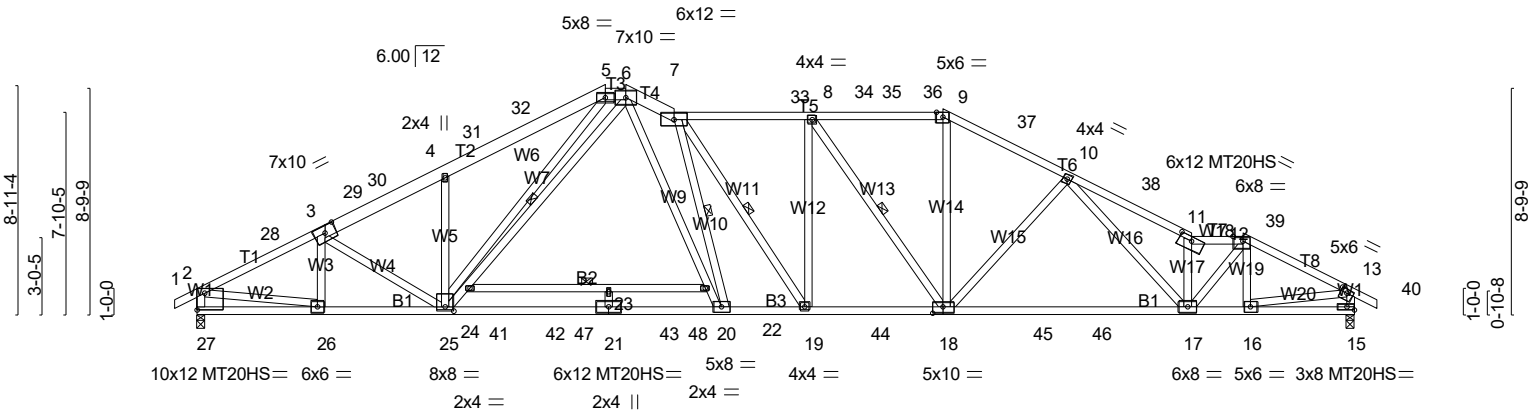 6x12 =
5x8 =
7x10 =
6.00 12
4x4 =
5x6 =
5 6 7
T3
T4
33 8 34 35 36 9
T5
32
31
2x4 ||
4 T2
W6
W7
37
4x4
10
T6
7x10
30
29
3
6x12 MT20HS
6x8 =
W9
W10
W11
W12
W13
W14
38
11
T7
12
39
28
T1
W5
W15
W16
W18
5x6
T8
13
W3
W4
W17
W19
1 2
W1
W2
B2
23
W20
W1
40
B1
B3
B1
8-11-4
3-0-5
7-10-5
8-9-9
1-0-0
8-9-9
1-0-0
0-10-8
24 41 42 47 43 48 20 22 44 45 46
27 26 25 21 19 18 17 16 15
10x12 MT20HS =
6x6 =
8x8 =
6x12 MT20HS =
5x8 =
4x4 =
5x10 =
6x8 =
5x6 =
3x8 MT20HS =
2x4 =
2x4 ||
2x4 =